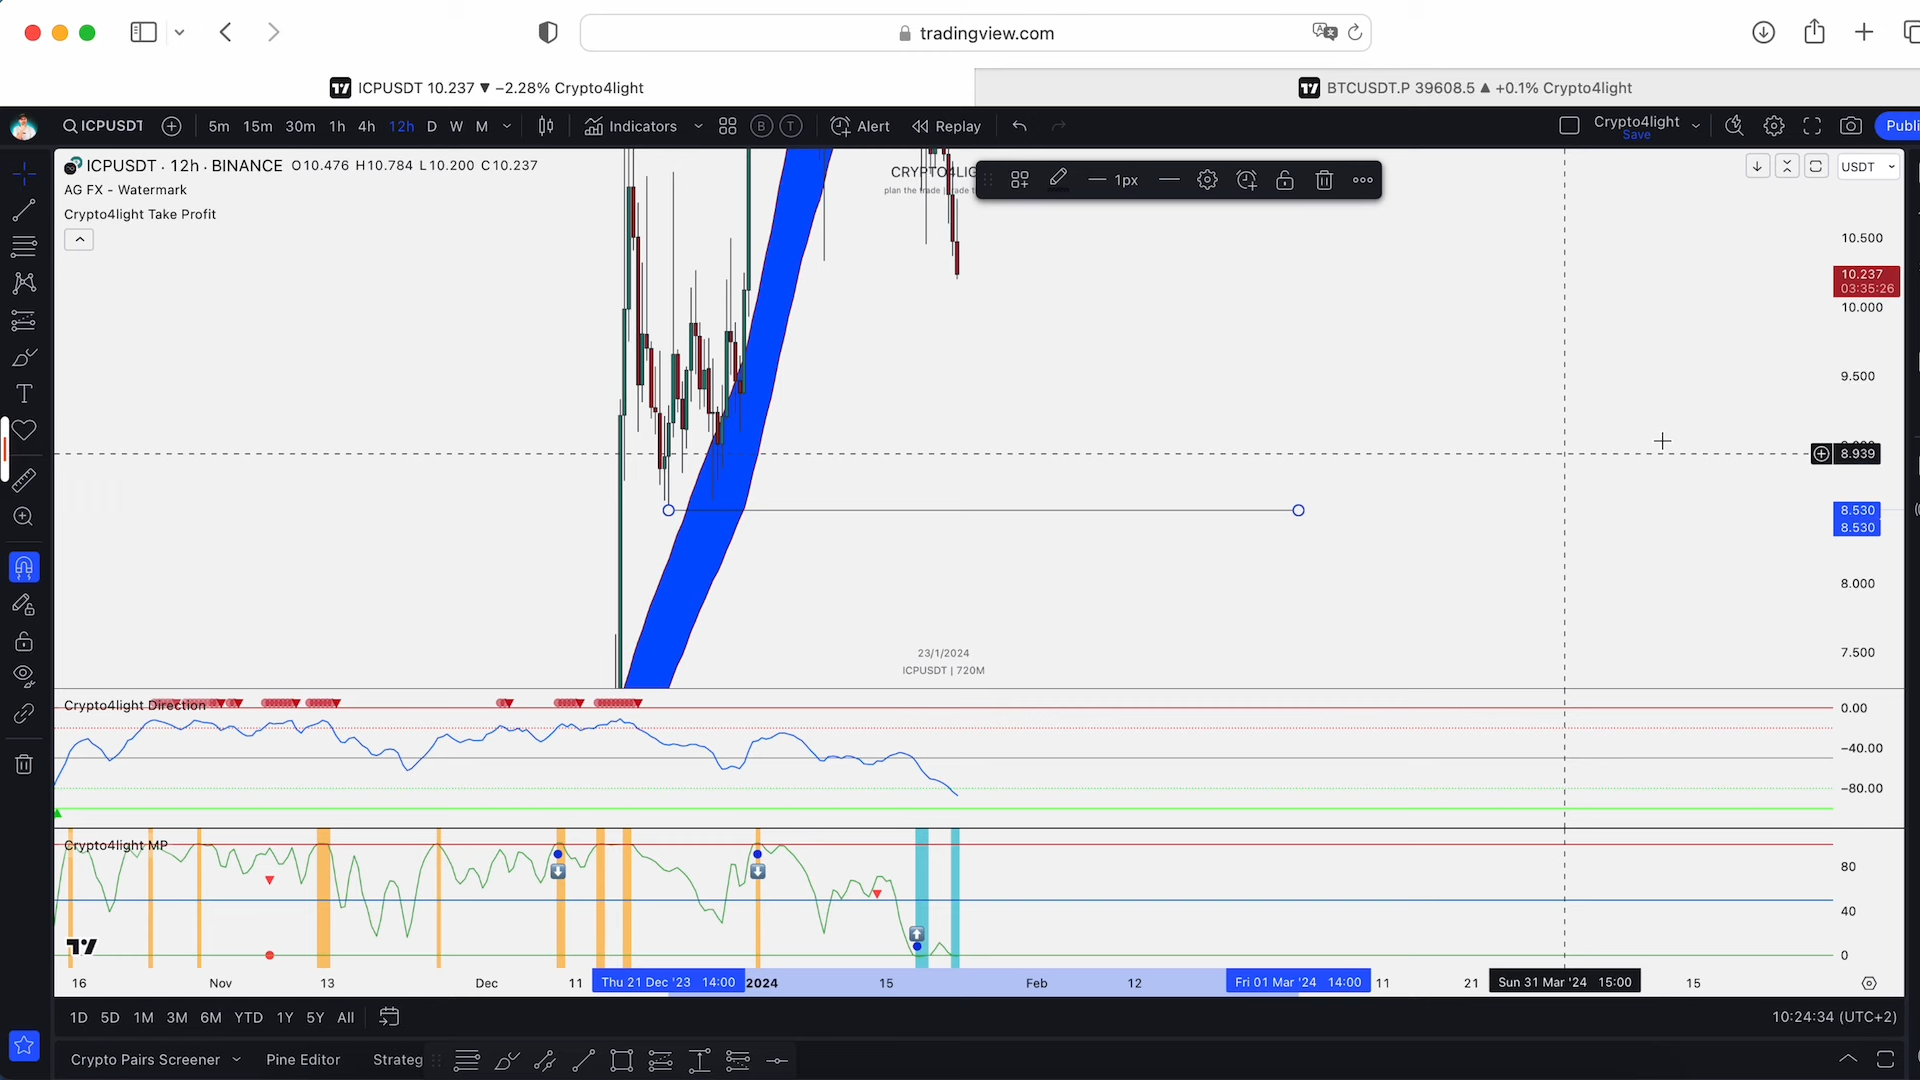 tradingview.com
ICPUSDT 10.237 ▼ −2.28% Crypto4light
BTCUSDT.P 39608.5 ▲ +0.1% Crypto4light
ICPUSDT
5m 15m 30m 1h 4h 12h D W M
Indicators
B T
Alert
Replay
Crypto4light
Save
Publi
ICPUSDT · 12h · BINANCE O10.476 H10.784 L10.200 C10.237
AG FX - Watermark
Crypto4light Take Profit
CRYPTO4LIG
plan the trade | trade t
1px
USDT
10.500
10.237
03:35:26
10.000
9.500
8.939
8.530
8.530
8.000
7.500
23/1/2024
ICPUSDT | 720M
Crypto4light Direction
0.00
−40.00
−80.00
Crypto4light MP
80
40
0
16 Nov 13 Dec 11 Thu 21 Dec '23 14:00 2024 15 Feb 12 Fri 01 Mar '24 14:00 11 21 Sun 31 Mar '24 15:00 15
1D 5D 1M 3M 6M YTD 1Y 5Y All
10:24:34 (UTC+2)
Crypto Pairs Screener Pine Editor Strateg